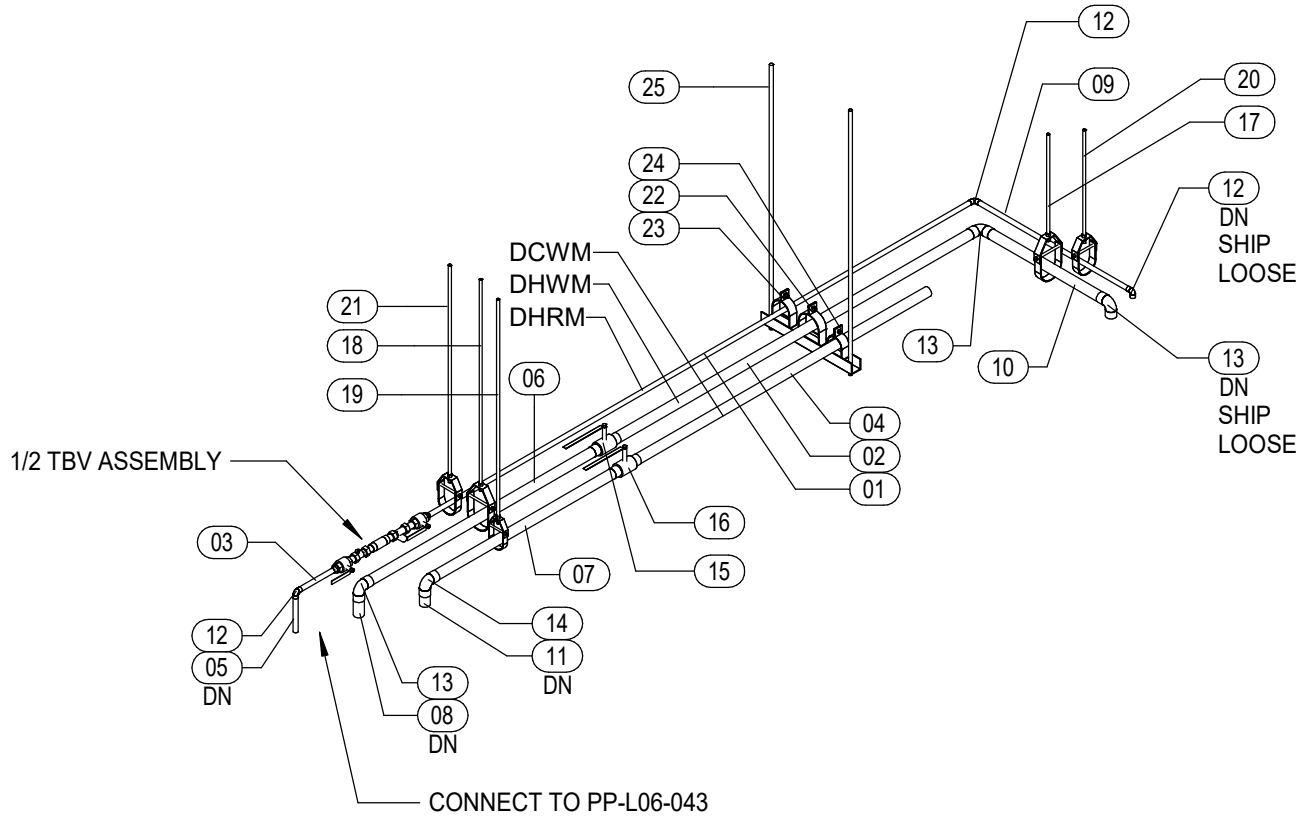 12
25
09
20
17
24
22
23
12
DN
SHIP
LOOSE
DCWM
DHWM
DHRM
21
18
19
06
13
10
13
DN
SHIP
LOOSE
04
02
01
1/2 TBV ASSEMBLY
16
15
03
07
12
05
DN
14
11
DN
13
08
DN
CONNECT TO PP-L06-043